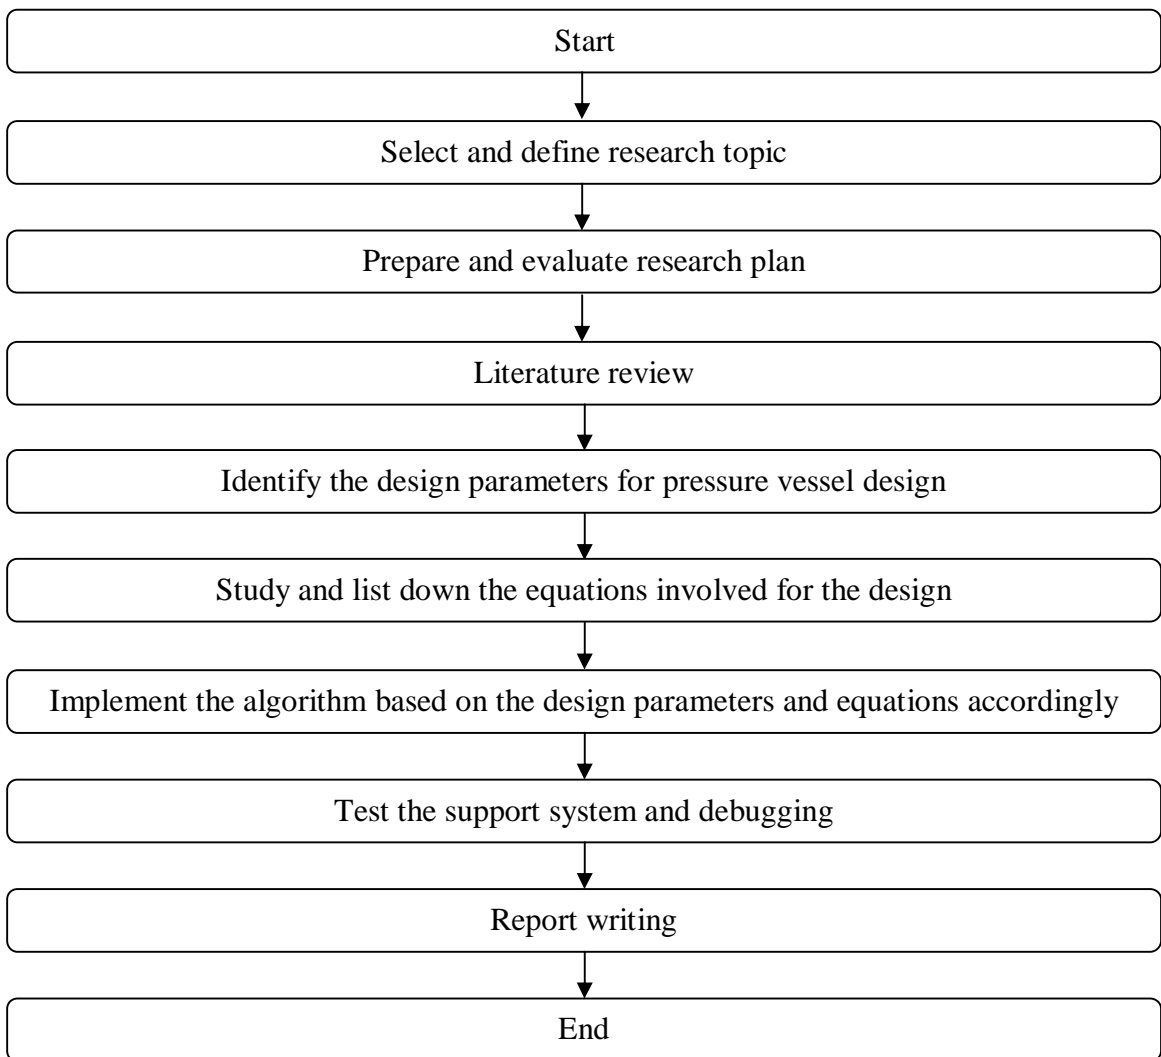 Start
Select and define research topic
Prepare and evaluate research plan
Literature review
Identify the design parameters for pressure vessel design
Study and list down the equations involved for the design
Implement the algorithm based on the design parameters and equations accordingly
Test the support system and debugging
Report writing
End